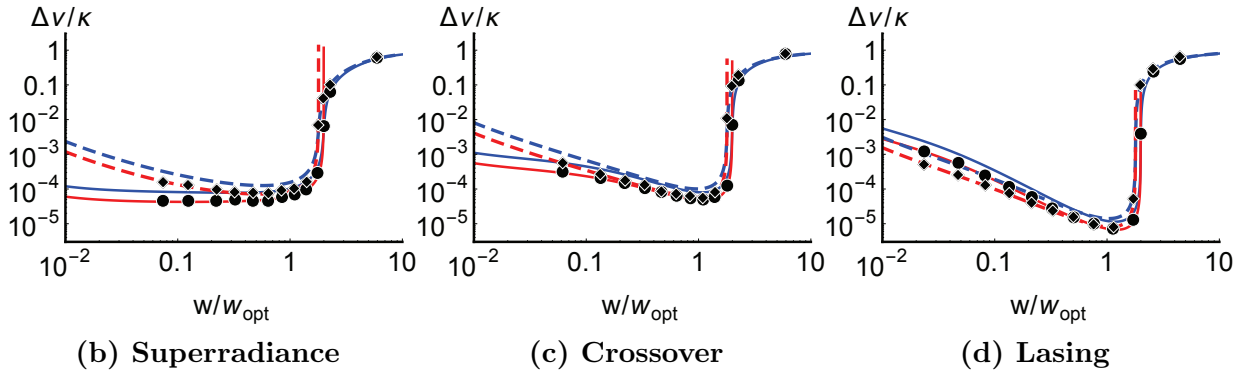 Δν/κ
1
0.1
10⁻²
10⁻³
10⁻⁴
10⁻⁵
10⁻² 0.1 1 10
w/w_opt
(b) Superradiance
Δν/κ
1
0.1
10⁻²
10⁻³
10⁻⁴
10⁻⁵
10⁻² 0.1 1 10
w/w_opt
(c) Crossover
Δν/κ
1
0.1
10⁻²
10⁻³
10⁻⁴
10⁻⁵
10⁻² 0.1 1 10
w/w_opt
(d) Lasing